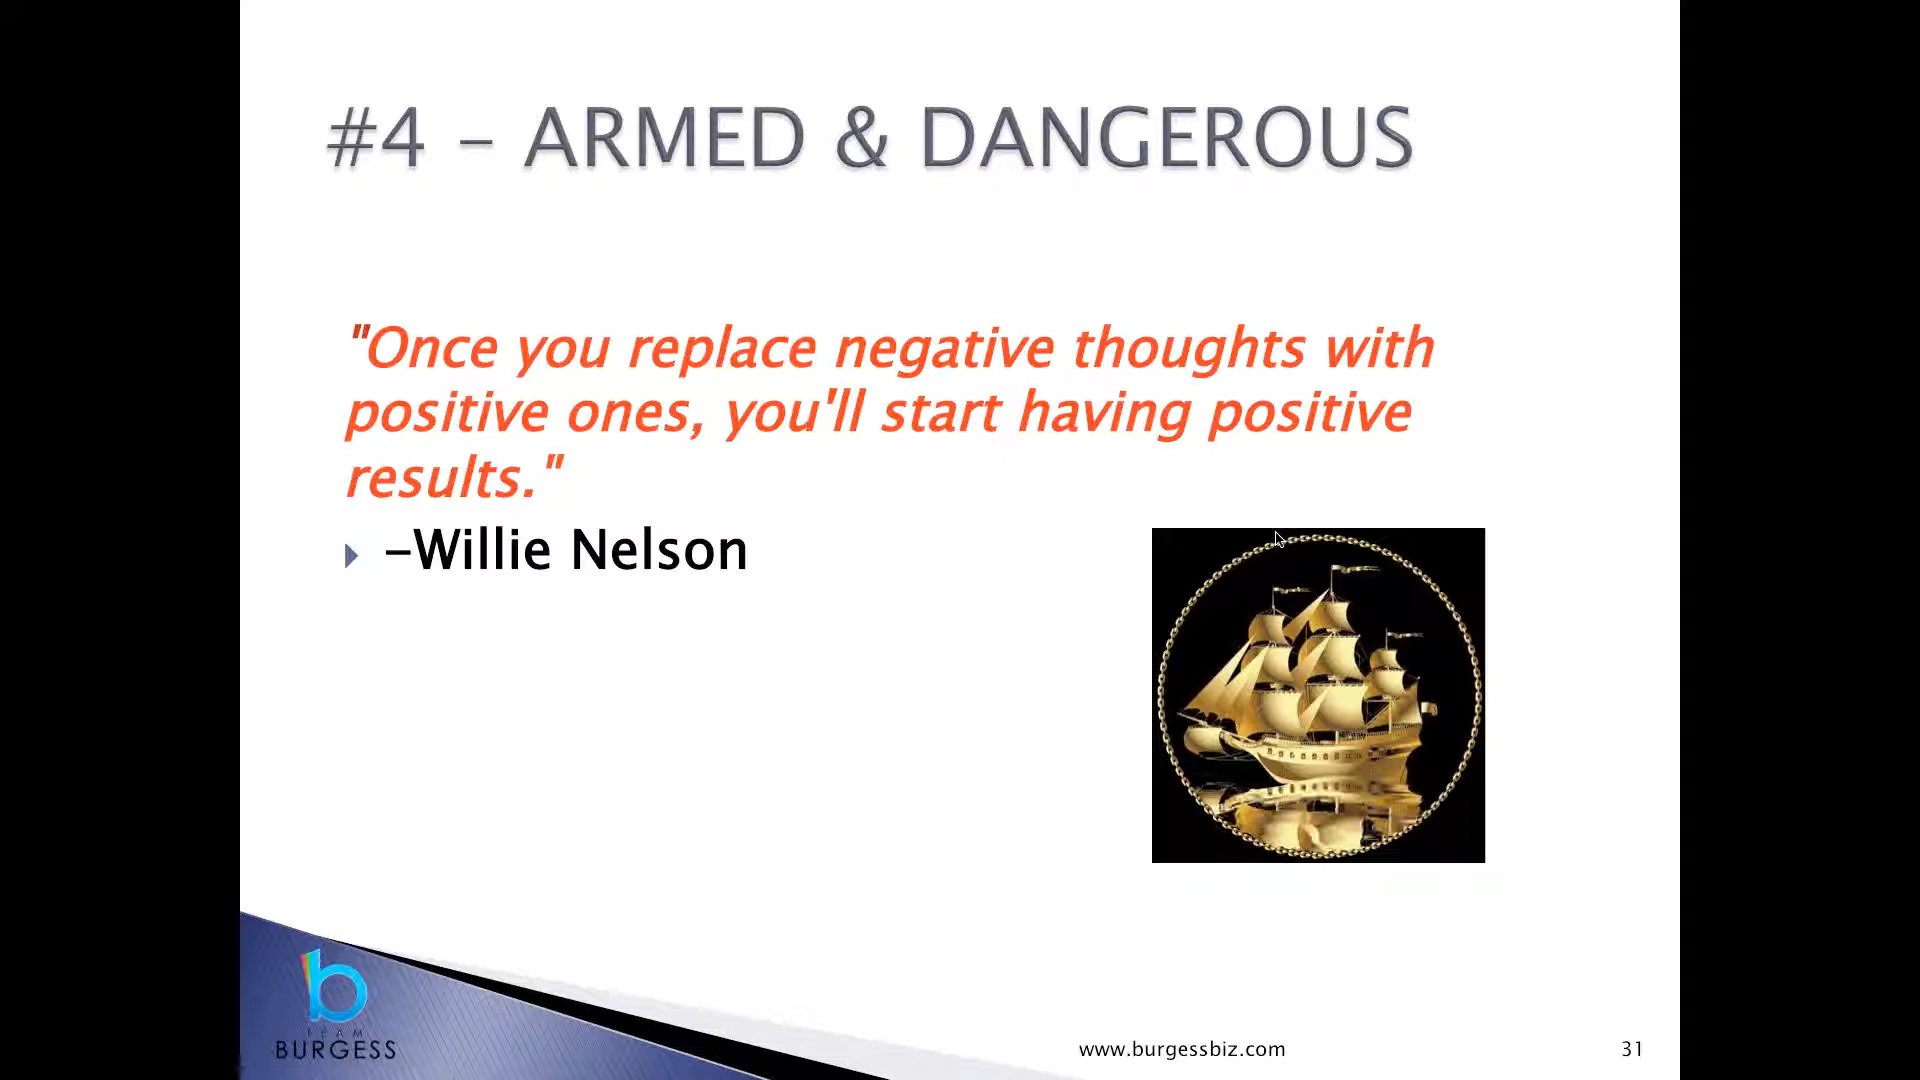 #4 – ARMED & DANGEROUS
"Once you replace negative thoughts with
positive ones, you'll start having positive
results."
–Willie Nelson
b
TEAM
BURGESS
www.burgessbiz.com
31